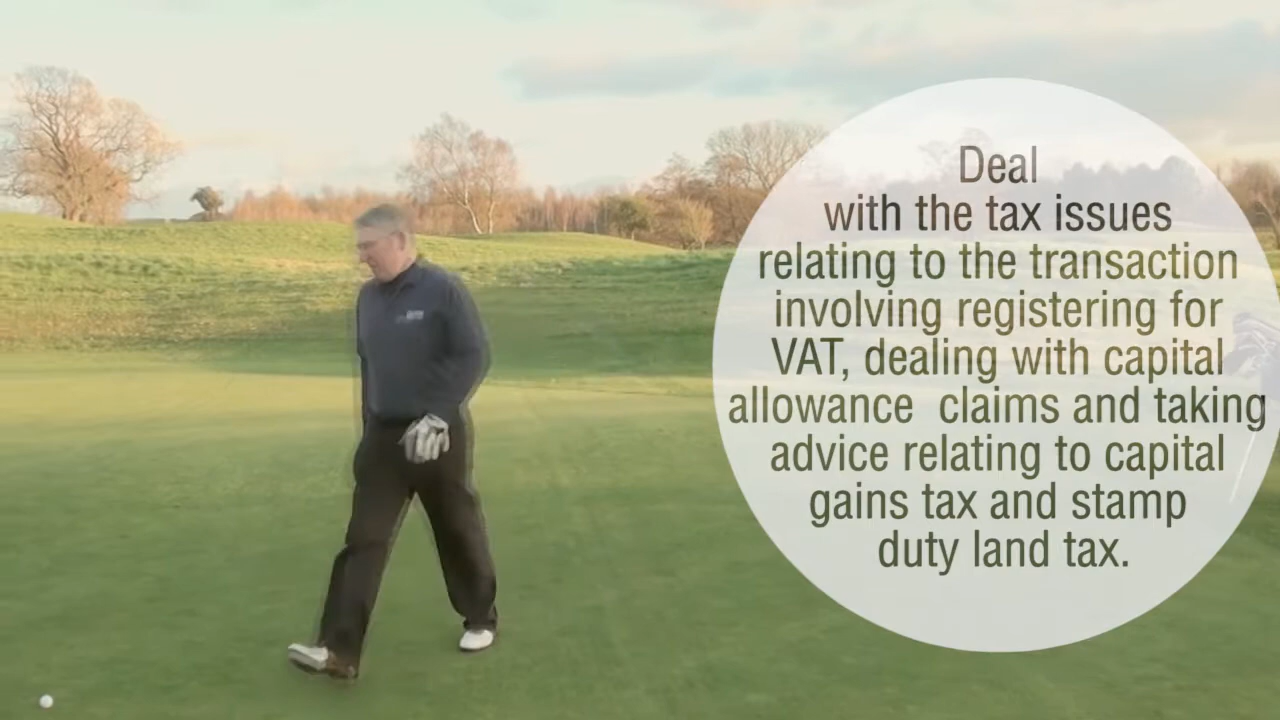 Deal
with the tax issues
relating to the transaction
involving registering for
VAT, dealing with capital
allowance  claims and taking
advice relating to capital
gains tax and stamp
duty land tax.